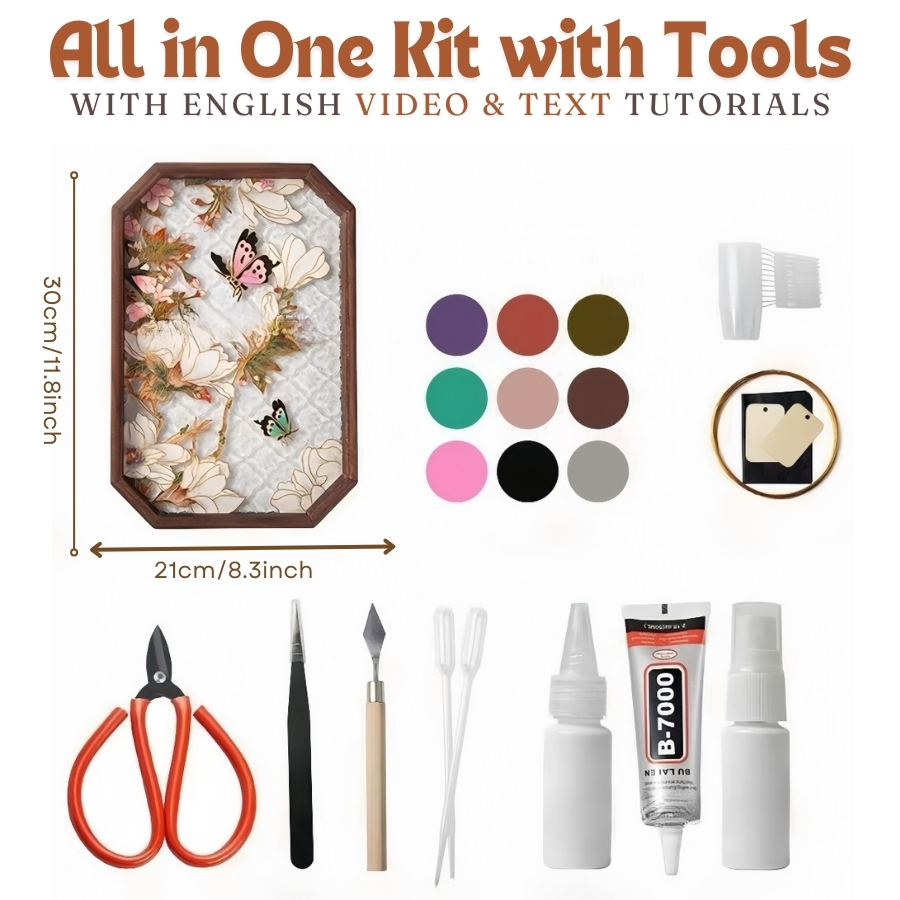 All in One Kit with Tools
WITH ENGLISH VIDEO & TEXT TUTORIALS
30cm/11.8inch
21cm/8.3inch
B-7000